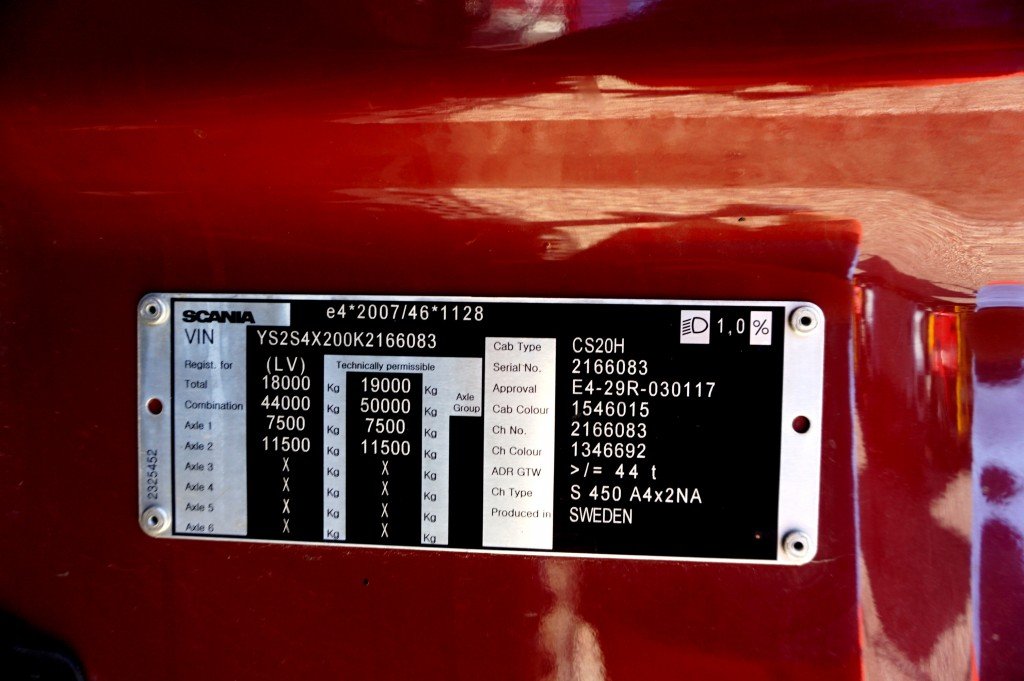 SCANIA e4*2007/46*1128 1,0 %
VIN YS2S4X200K2166083
Regist. for (LV) Technically permissible
Total 18000 Kg 19000 Kg
Combination 44000 Kg 50000 Kg Axle Group
Axle 1 7500 Kg 7500 Kg
Axle 2 11500 Kg 11500 Kg
Axle 3 X Kg X Kg
Axle 4 X Kg X Kg
Axle 5 X Kg X Kg
Axle 6 X Kg X Kg
Cab Type CS20H
Serial No. 2166083
Approval E4-29R-030117
Cab Colour 1546015
Ch No. 2166083
Ch Colour 1346692
ADR GTW >/= 44 t
Ch Type S 450 A4x2NA
Produced in SWEDEN
2325452